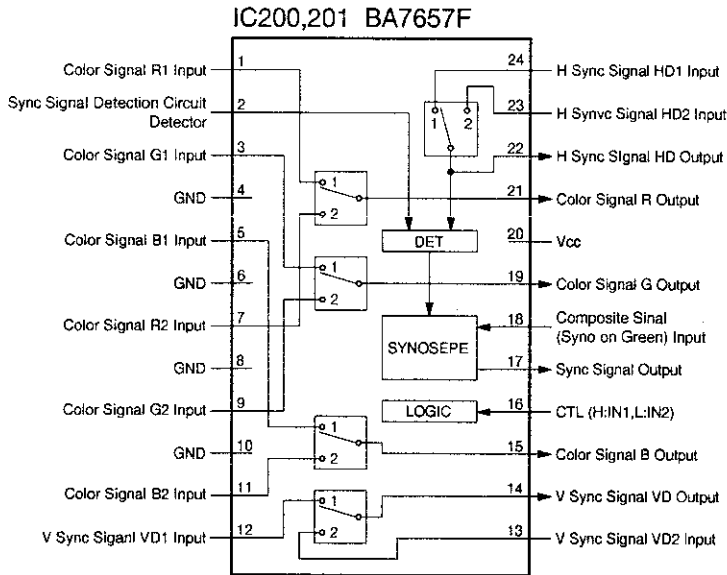 IC200,201 BA7657F
1
Color Signal R1 Input
2
Sync Signal Detection Circuit
Detector
3
Color Signal G1 Input
4
GND
5
Color Signal B1 Input
6
GND
7
Color Signal R2 Input
8
GND
9
Color Signal G2 Input
10
GND
11
Color Signal B2 Input
12
V Sync Siganl VD1 Input
1 2
1
2
DET
1
2
SYNOSEPE
LOGIC
1
2
1
2
24
H Sync Signal HD1 Input
23
H Synvc Signal HD2 Input
22
H Sync SIgnal HD Output
21
Color Signal R Output
20
Vcc
19
Color Signal G Output
18
Composite Sinal
(Syno on Green) Input
17
Sync Signal Output
16
CTL (H:IN1,L:IN2)
15
Color Signal B Output
14
V Sync Signal VD Output
13
V Sync Signal VD2 Input